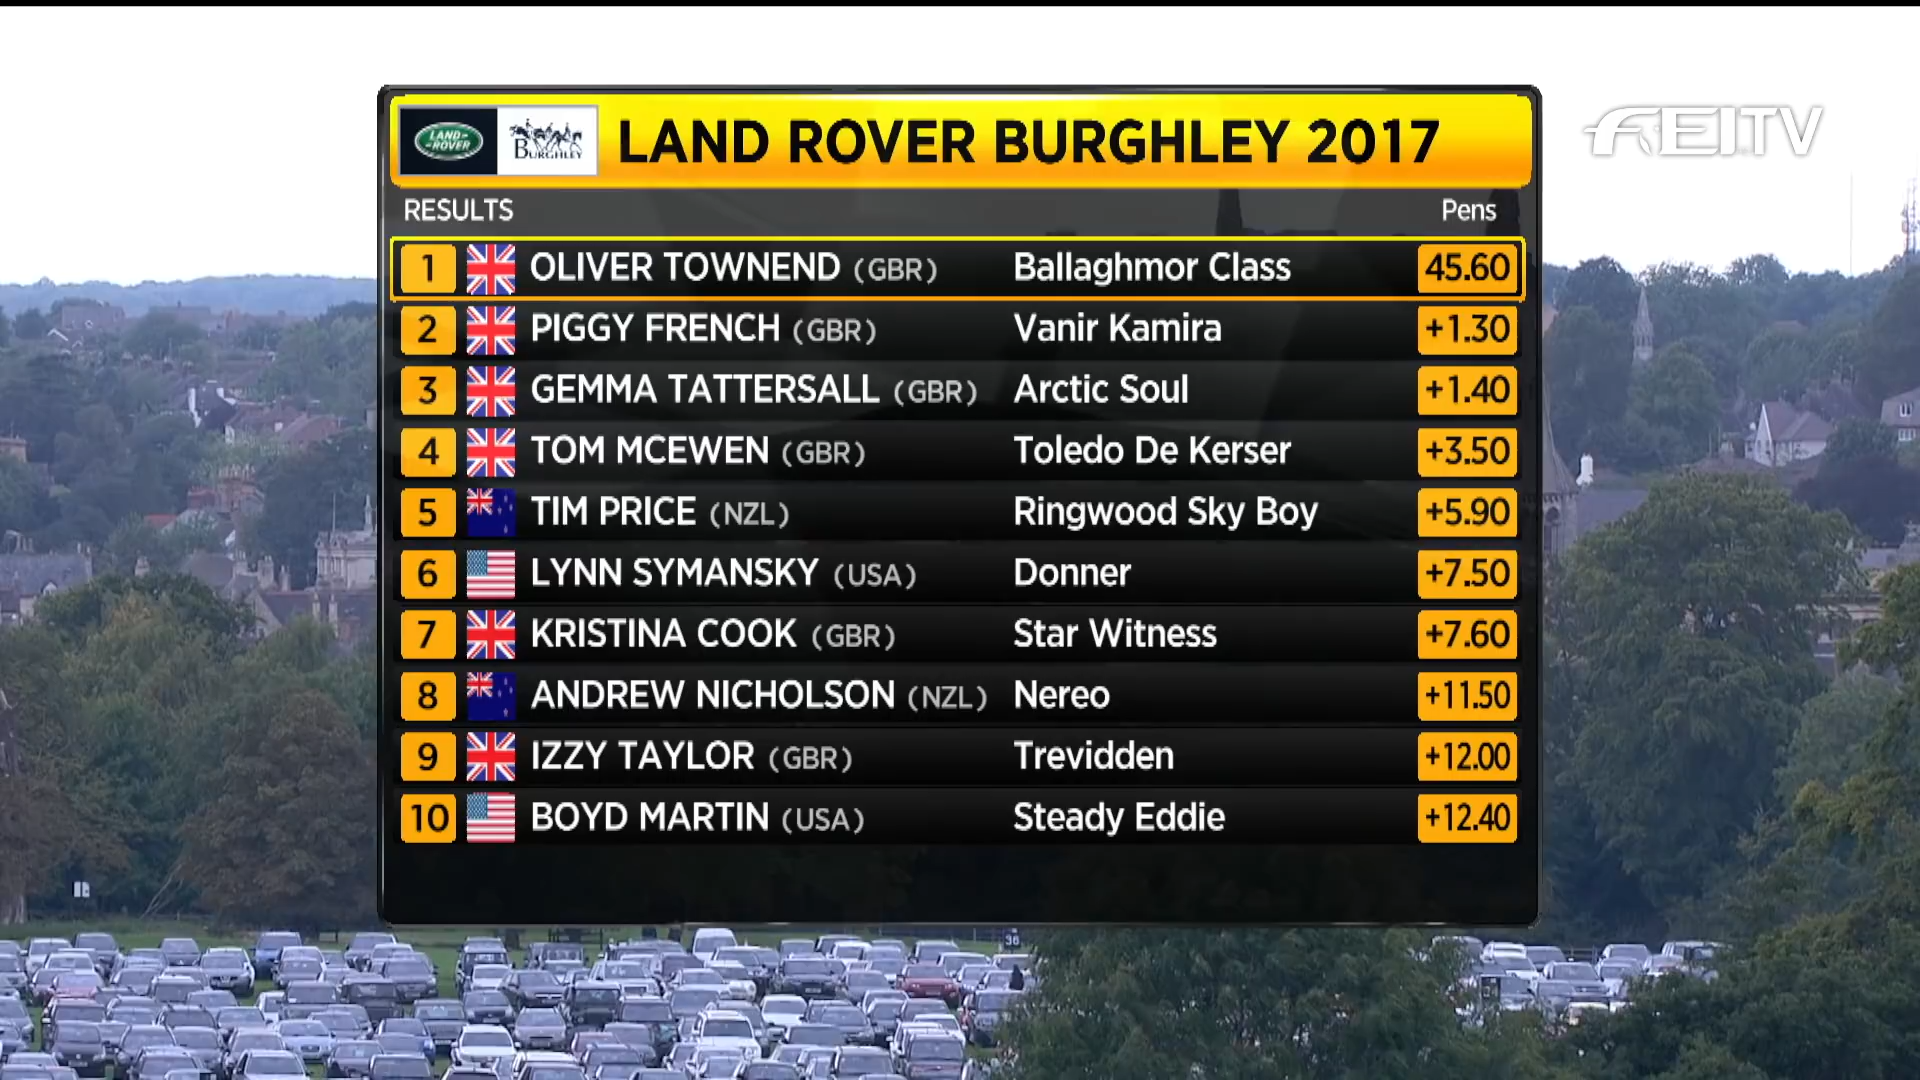 LAND ROVER
BURGHLEY
LAND ROVER BURGHLEY 2017
FEI.TV
RESULTS Pens
1 OLIVER TOWNEND (GBR) Ballaghmor Class 45.60
2 PIGGY FRENCH (GBR) Vanir Kamira +1.30
3 GEMMA TATTERSALL (GBR) Arctic Soul +1.40
4 TOM MCEWEN (GBR) Toledo De Kerser +3.50
5 TIM PRICE (NZL) Ringwood Sky Boy +5.90
6 LYNN SYMANSKY (USA) Donner +7.50
7 KRISTINA COOK (GBR) Star Witness +7.60
8 ANDREW NICHOLSON (NZL) Nereo +11.50
9 IZZY TAYLOR (GBR) Trevidden +12.00
10 BOYD MARTIN (USA) Steady Eddie +12.40
36